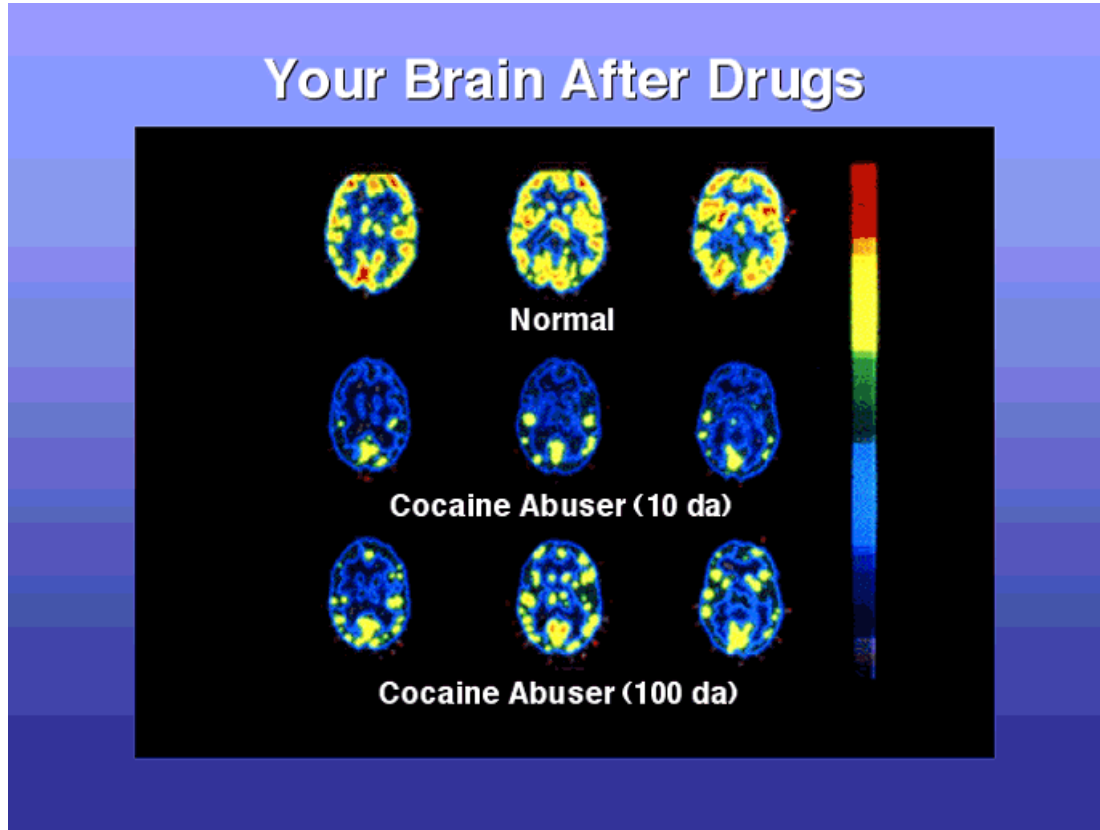 Your Brain After Drugs
Normal
Cocaine Abuser (10 da)
Cocaine Abuser (100 da)